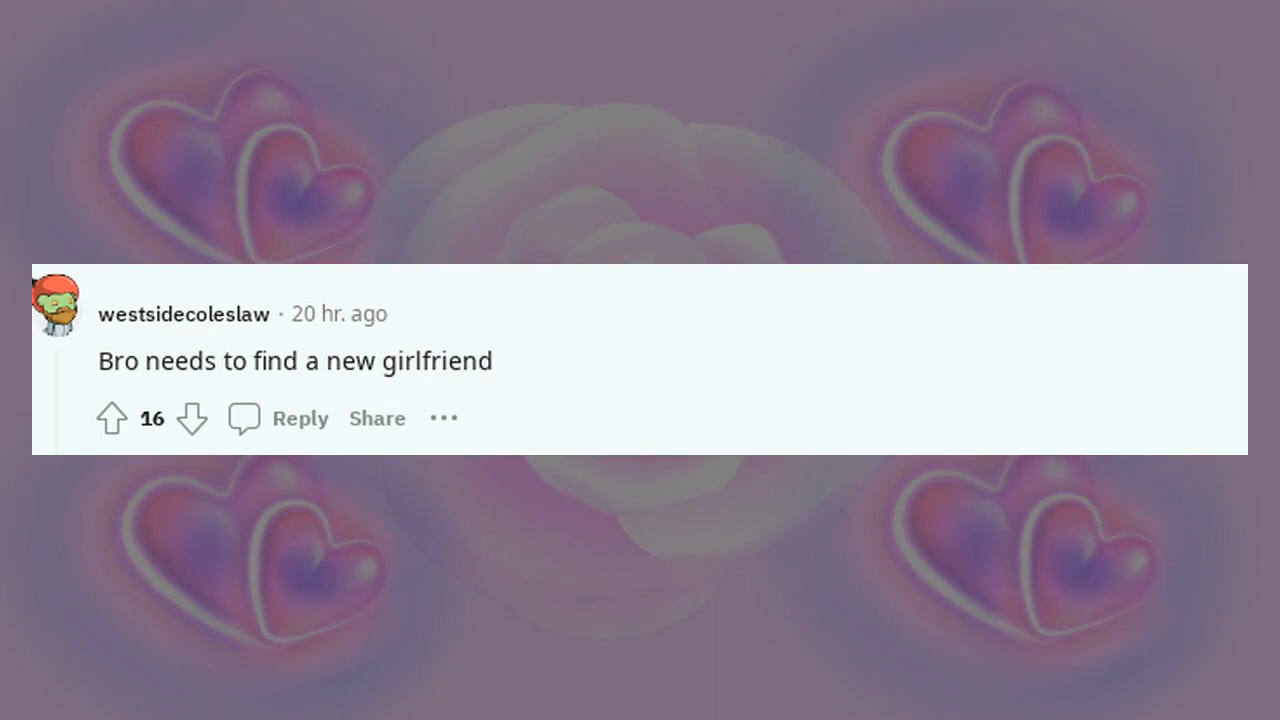 westsidecoleslaw · 20 hr. ago
Bro needs to find a new girlfriend
16 Reply Share ···